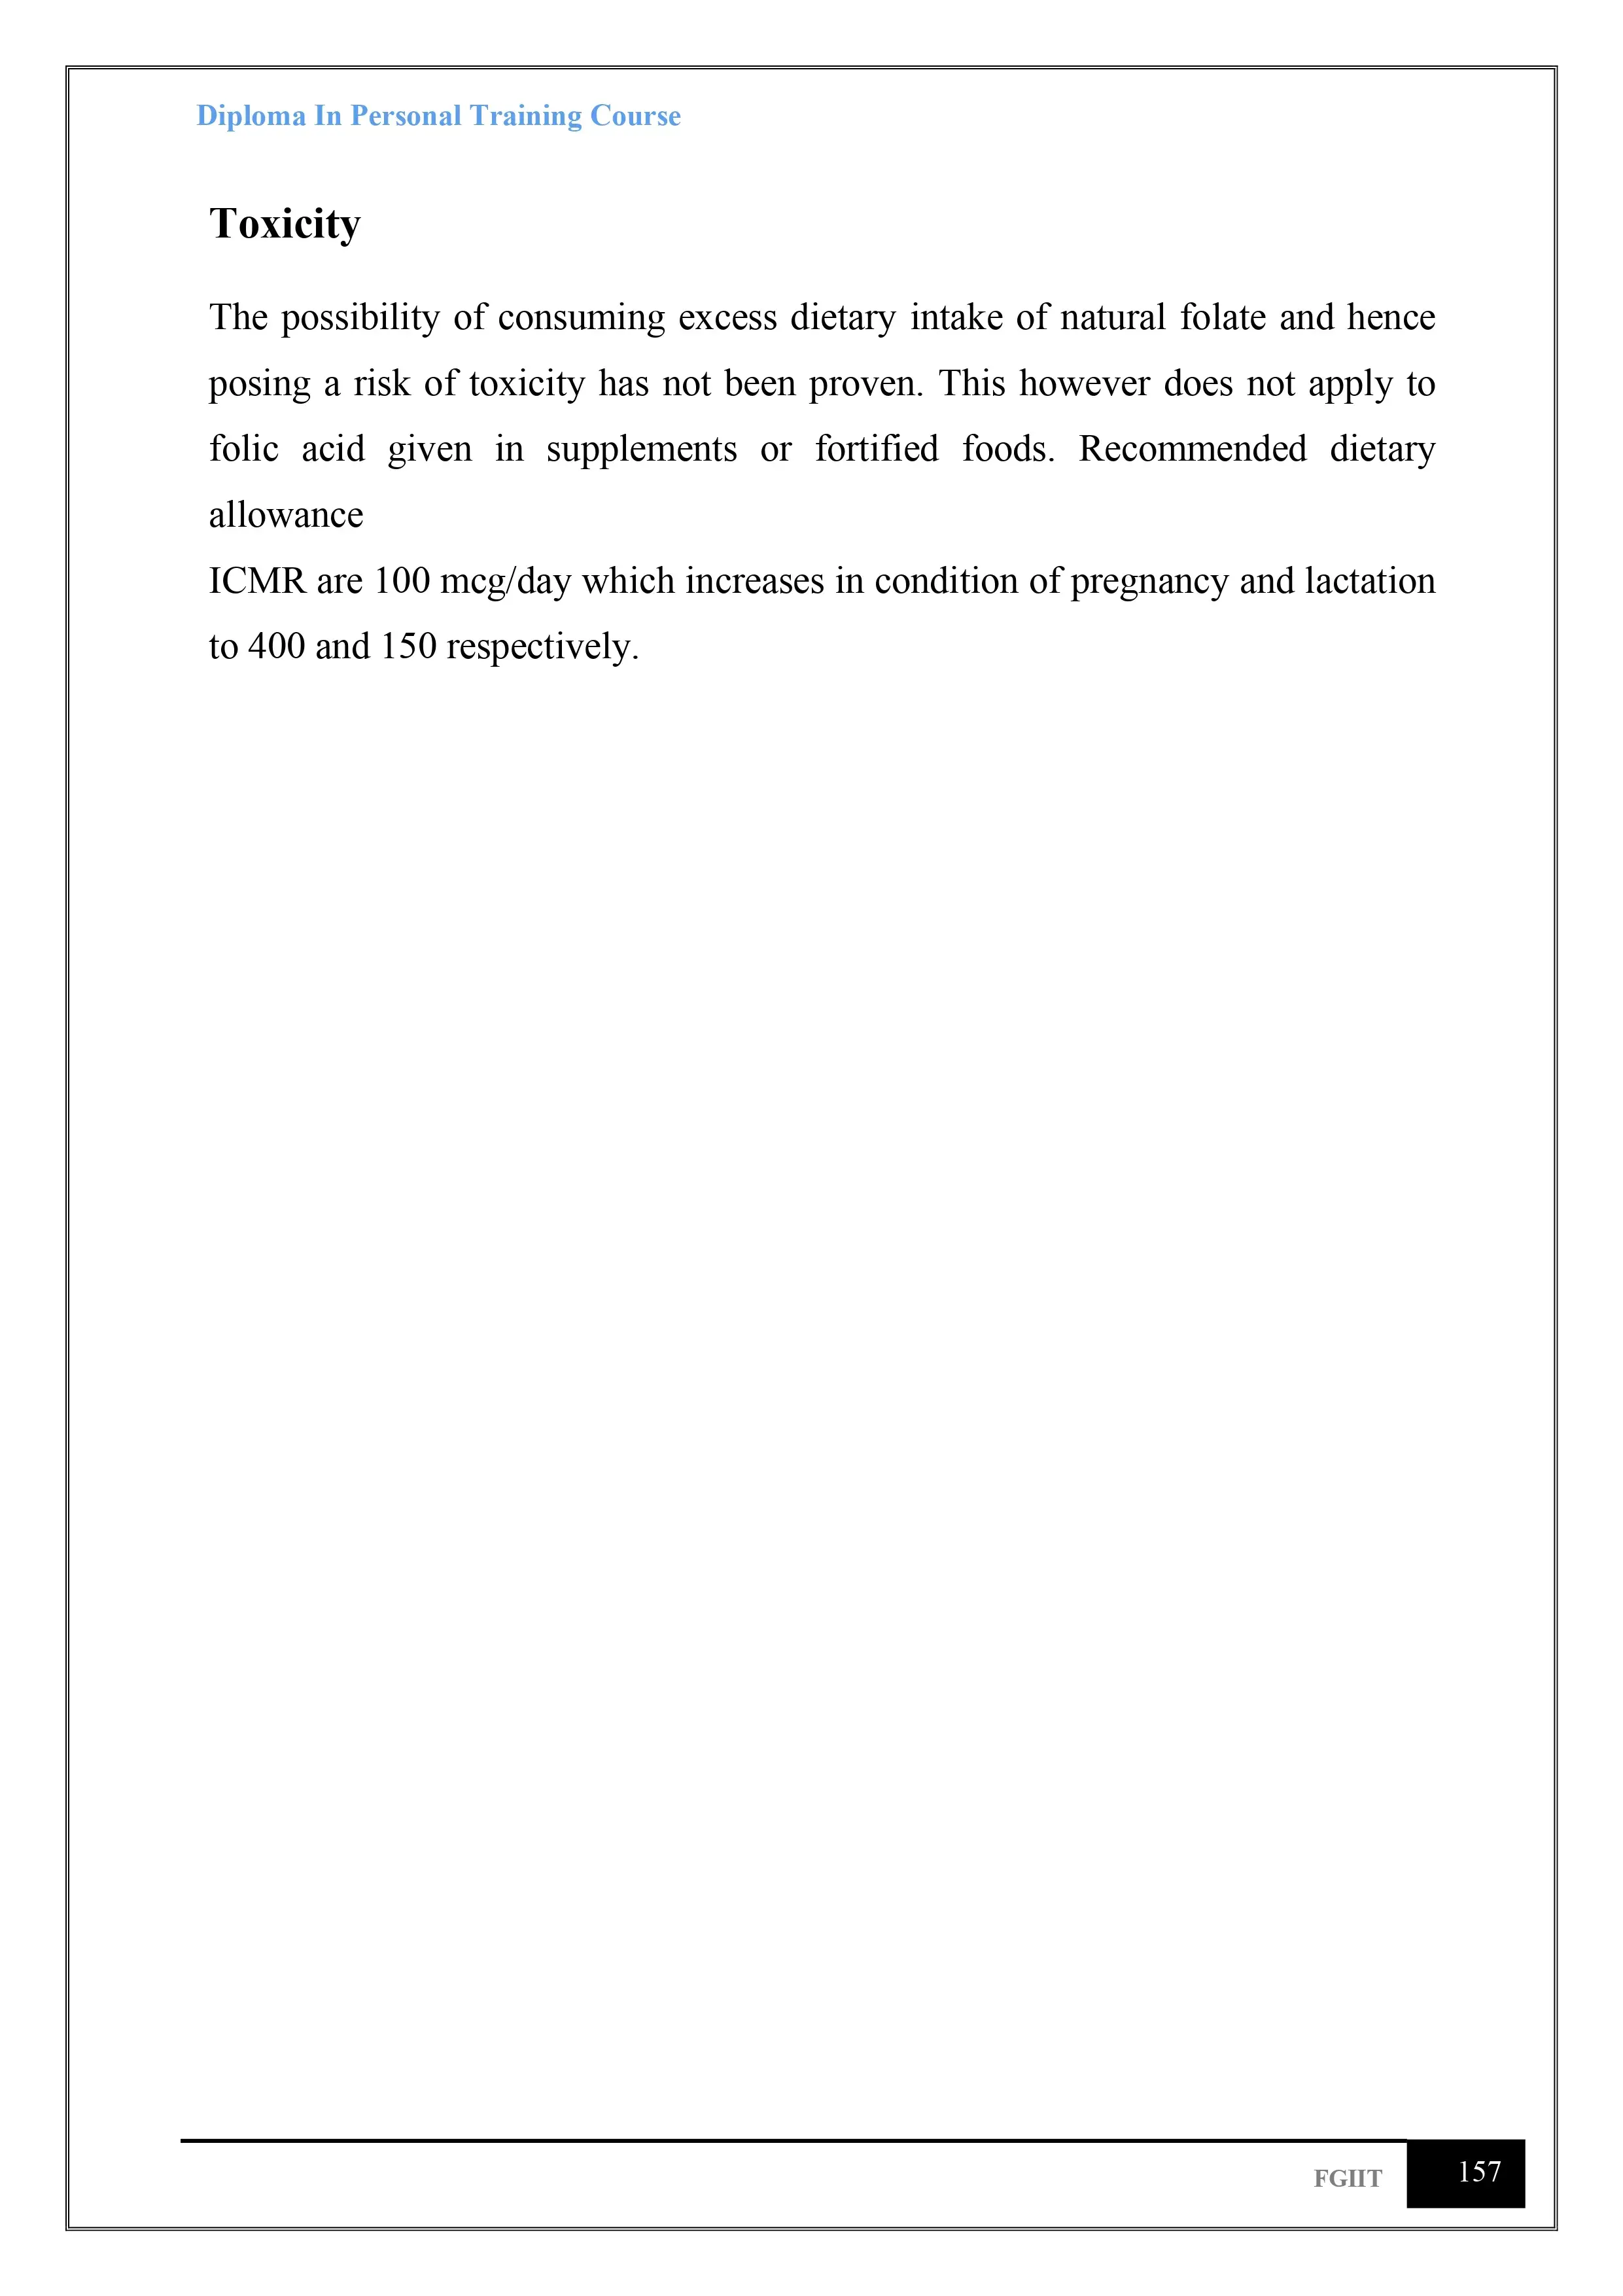 Diploma In Personal Training Course
Toxicity
The possibility of consuming excess dietary intake of natural folate and hence
posing a risk of toxicity has not been proven. This however does not apply to
folic acid given in supplements or fortified foods. Recommended dietary
allowance
ICMR are 100 mcg/day which increases in condition of pregnancy and lactation
to 400 and 150 respectively.
FGIIT
157